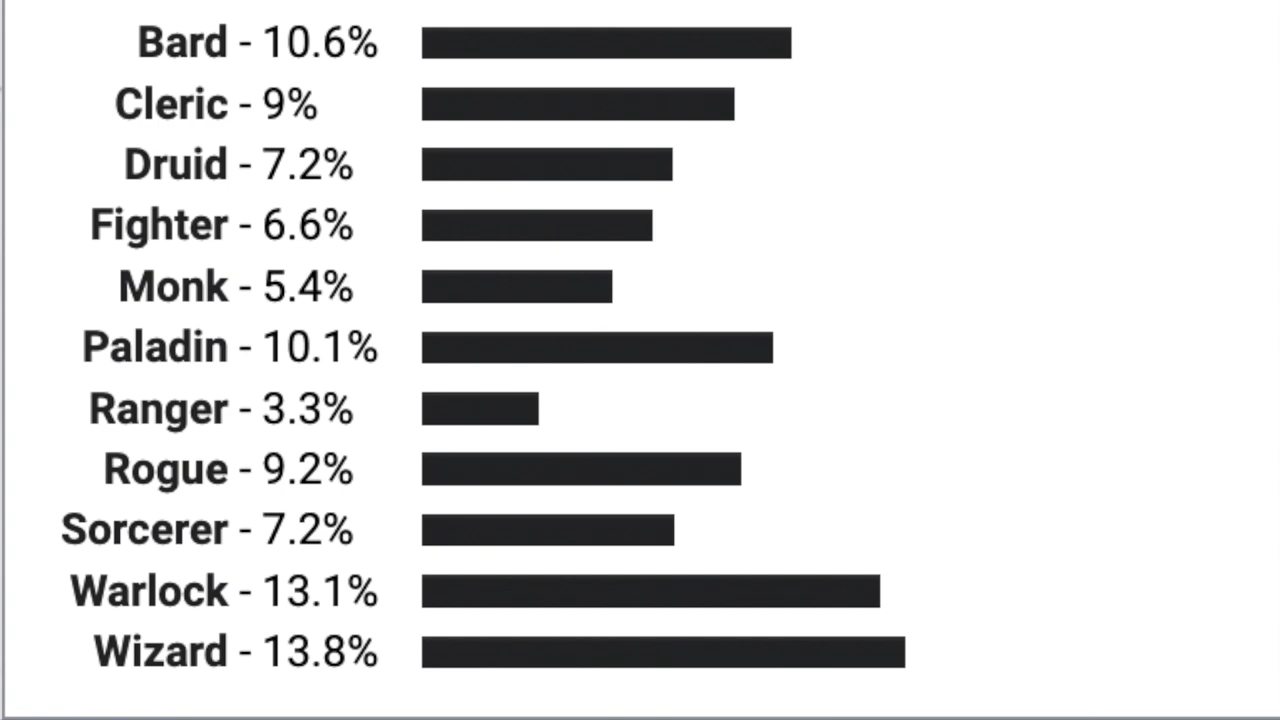 Bard - 10.6%
Cleric - 9%
Druid - 7.2%
Fighter - 6.6%
Monk - 5.4%
Paladin - 10.1%
Ranger - 3.3%
Rogue - 9.2%
Sorcerer - 7.2%
Warlock - 13.1%
Wizard - 13.8%